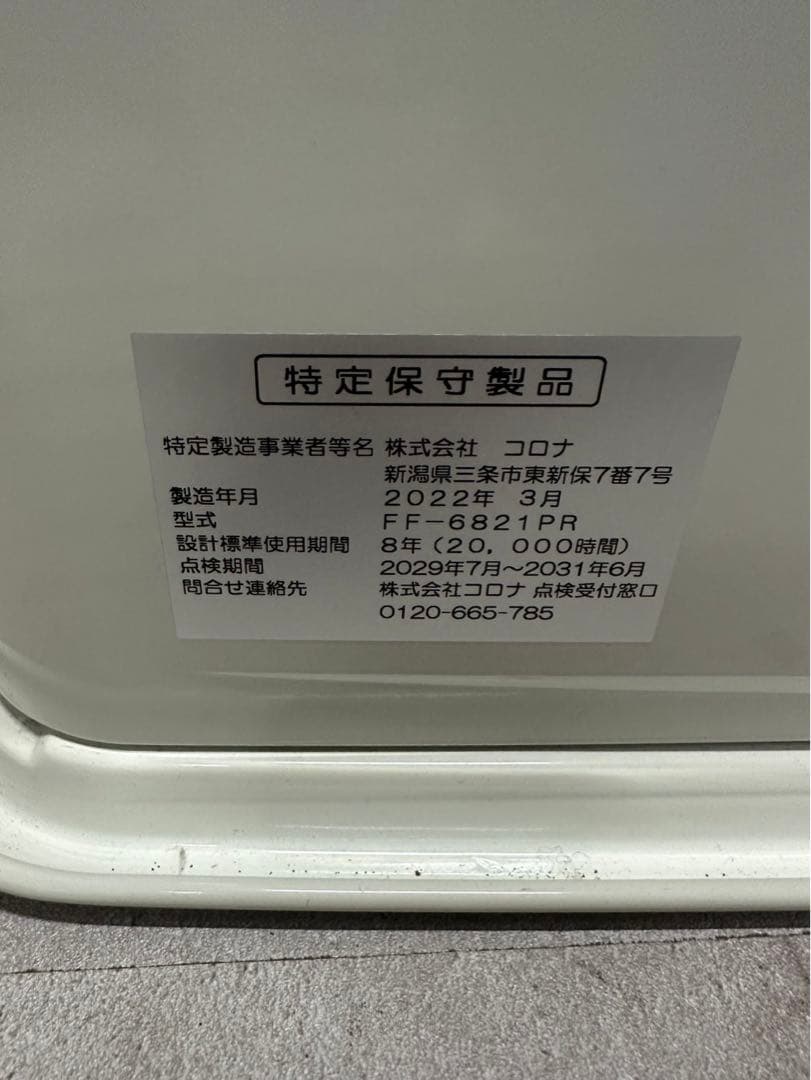 特定保守製品
特定製造事業者等名 株式会社 コロナ
新潟県三条市東新保7番7号
製造年月 2022年 3月
型式 FF-6821PR
設計標準使用期間 8年(20,000時間)
点検期間 2029年7月~2031年6月
問合せ連絡先 株式会社コロナ 点検受付窓口
0120-665-785